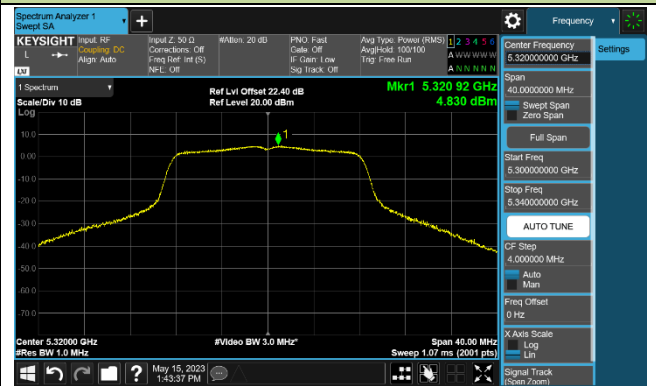 Spectrum Analyzer 1
Swept SA
+
Frequency
KEYSIGHT
L
LXI
Input: RF
Coupling: DC
Align: Auto
Input Z: 50 Ω
Corrections: Off
Freq Ref: Int (S)
NFE: Off
#Atten: 20 dB
PNO: Fast
Gate: Off
IF Gain: Low
Sig Track: Off
Avg Type: Power (RMS)
Avg|Hold: 100/100
Trig: Free Run
1 2 3 4 5 6
A W W W W W
A N N N N N
1 Spectrum
Scale/Div 10 dB
Log
Ref Lvl Offset 22.40 dB
Ref Level 20.00 dBm
Mkr1 5.320 92 GHz
4.830 dBm
1
10.0
0.00
-10.0
-20.0
-30.0
-40.0
-50.0
-60.0
-70.0
Center 5.32000 GHz
#Res BW 1.0 MHz
#Video BW 3.0 MHz*
Span 40.00 MHz
Sweep 1.07 ms (2001 pts)
?
May 15, 2023
1:43:37 PM
Center Frequency
5.320000000 GHz
Settings
Span
40.0000000 MHz
Swept Span
Zero Span
Full Span
Start Freq
5.300000000 GHz
Stop Freq
5.340000000 GHz
AUTO TUNE
CF Step
4.000000 MHz
Auto
Man
Freq Offset
0 Hz
X Axis Scale
Log
Lin
Signal Track
(Span Zoom)